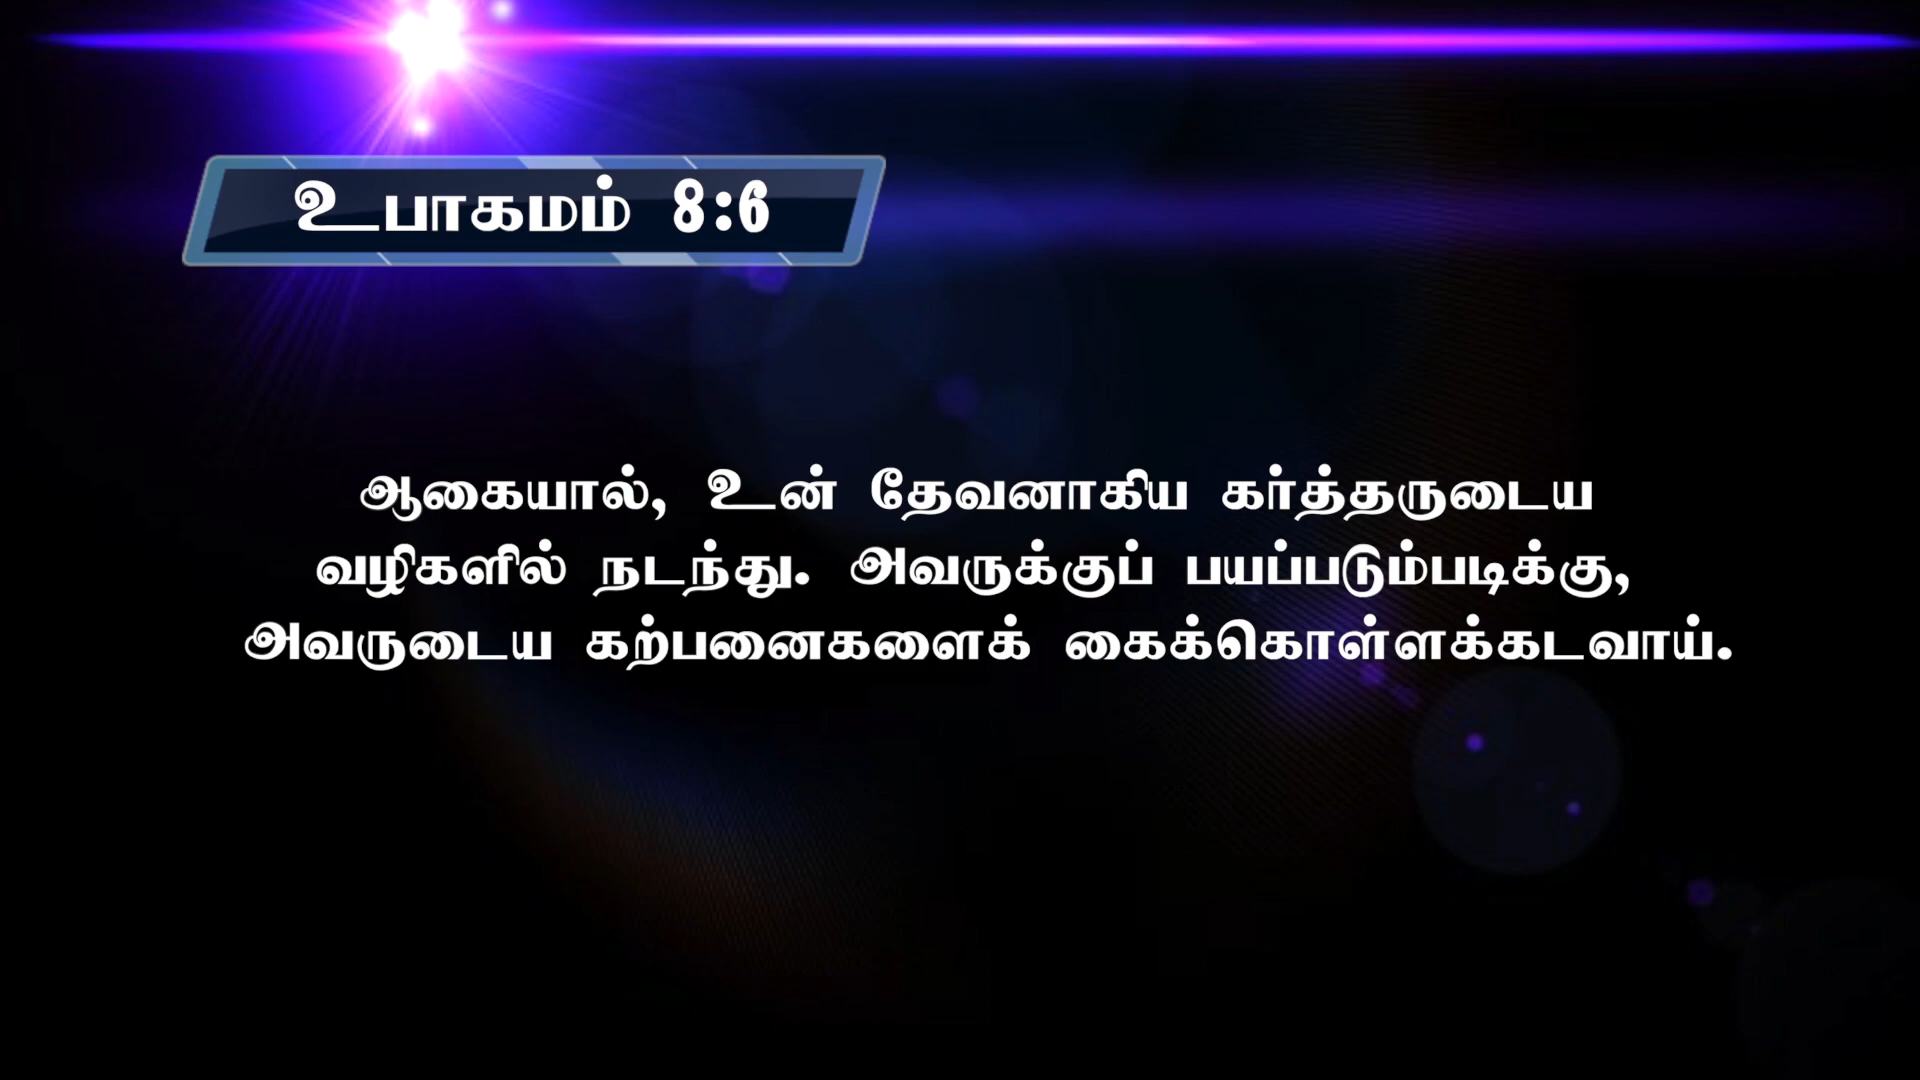 உபாகமம் 8:6
ஆகையால், உன் தேவனாகிய கர்த்தருடைய
வழிகளில் நடந்து. அவருக்குப் பயப்படும்படிக்கு,
அவருடைய கற்பனைகளைக் கைக்கொள்ளக்கடவாய்.